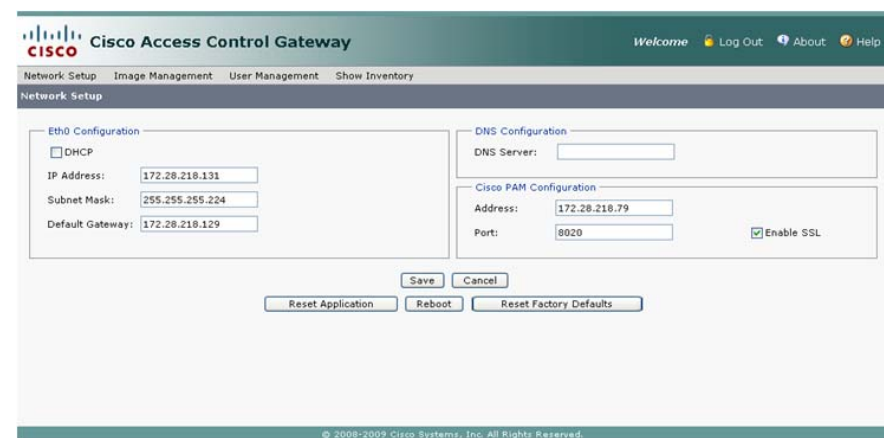 CISCO Cisco Access Control Gateway
Welcome Log Out About Help
Network Setup Image Management User Management Show Inventory
Network Setup
Eth0 Configuration
DHCP
IP Address: 172.28.218.131
Subnet Mask: 255.255.255.224
Default Gateway: 172.28.218.129
DNS Configuration
DNS Server:
Cisco PAM Configuration
Address: 172.28.218.79
Port: 8020 Enable SSL
Save Cancel
Reset Application Reboot Reset Factory Defaults
© 2008-2009 Cisco Systems, Inc. All Rights Reserved.